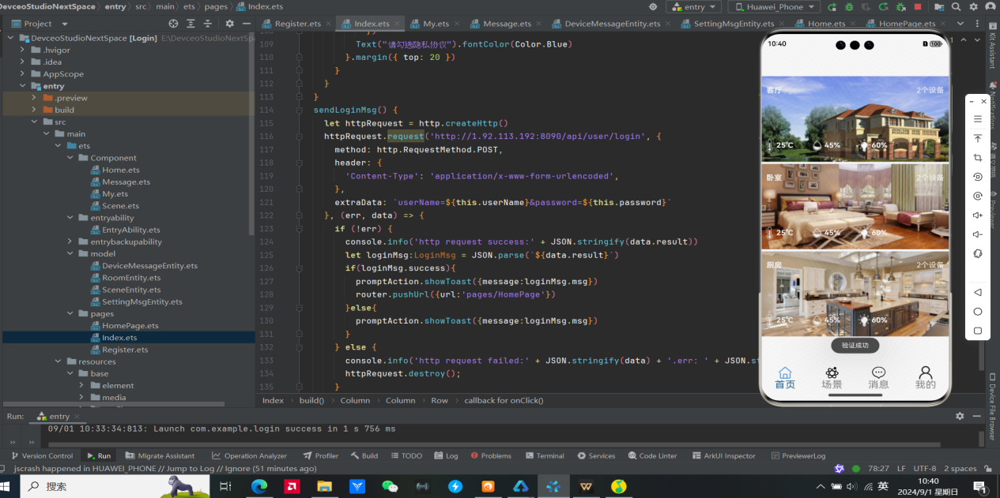 DevceoStudioNextSpace › entry › src › main › ets › pages › Index.ets
entry
Huawei_Phone
Project
Register.ets
Index.ets
My.ets
Message.ets
DeviceMessageEntity.ets
SettingMsgEntity.ets
Home.ets
HomePage.ets
DevceoStudioNextSpace [Login] E:\DevceoStudioNextSp
.hvigor
.idea
AppScope
entry
.preview
build
src
main
ets
Component
Home.ets
Message.ets
My.ets
Scene.ets
entryability
EntryAbility.ets
entrybackupability
model
DeviceMessageEntity.ets
RoomEntity.ets
SceneEntity.ets
SettingMsgEntity.ets
pages
HomePage.ets
Index.ets
Register.ets
resources
base
element
media
109 Text("请勾选隐私协议").fontColor(Color.Blue)
110 }.margin({ top: 20 })
111 }
112 }
113 }
114 sendLoginMsg() {
115 let httpRequest = http.createHttp()
116 httpRequest.request('http://1.92.113.192:8090/api/user/login', {
117 method: http.RequestMethod.POST,
118 header: {
119 'Content-Type': 'application/x-www-form-urlencoded',
120 },
121 extraData: `userName=${this.userName}&password=${this.password}`
122 }, (err, data) => {
123 if (!err) {
124 console.info('http request success:' + JSON.stringify(data.result))
125 let loginMsg:LoginMsg = JSON.parse(`${data.result}`)
126 if(loginMsg.success){
127 promptAction.showToast({message:loginMsg.msg})
128 router.pushUrl({url:'pages/HomePage'})
129 }else{
130 promptAction.showToast({message:loginMsg.msg})
131 }
132 } else {
133 console.info('http request failed:' + JSON.stringify(data) + '.err: ' + JSON.st
134 httpRequest.destroy();
135 }
Index › build() › Column › Column › Row › callback for onClick()
10:40
100
客厅 2个设备
25℃ 45% 60%
卧室 2个设备
25℃ 45% 60%
厨房 2个设备
25℃ 45% 60%
验证成功
首页 场景 消息 我的
Kit Assistant
Notifications
Previewer
Device File Browser
Run: entry
09/01 10:33:34:813: Launch com.example.login success in 1 s 756 ms
Version Control
Run
Migrate Assistant
Operation Analyzer
Profiler
Build
TODO
Log
Problems
Terminal
Services
Code Linter
ArkUI Inspector
PreviewerLog
jscrash happened in HUAWEI_PHONE // Jump to Log // Ignore (51 minutes ago)
78:27 LF UTF-8 2 spaces
搜索
英
10:40
2024/9/1 星期日
1